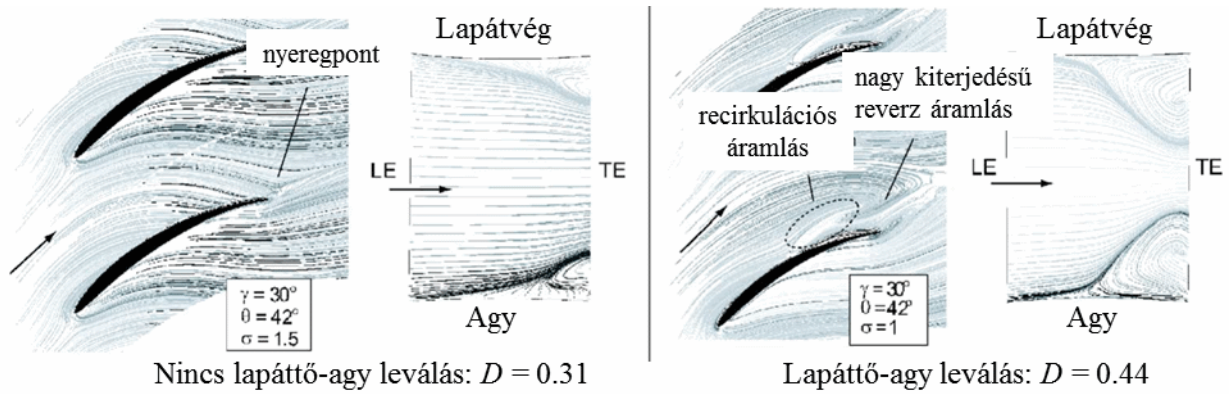 nyeregpont
Lapátvég
LE
TE
γ = 30°
θ = 42°
σ = 1.5
Agy
Nincs lapáttő-agy leválás: D = 0.31
Lapátvég
nagy kiterjedésű
reverz áramlás
recirkulációs
áramlás
LE
TE
γ = 30°
θ =42°
σ =1
Agy
Lapáttő-agy leválás: D = 0.44